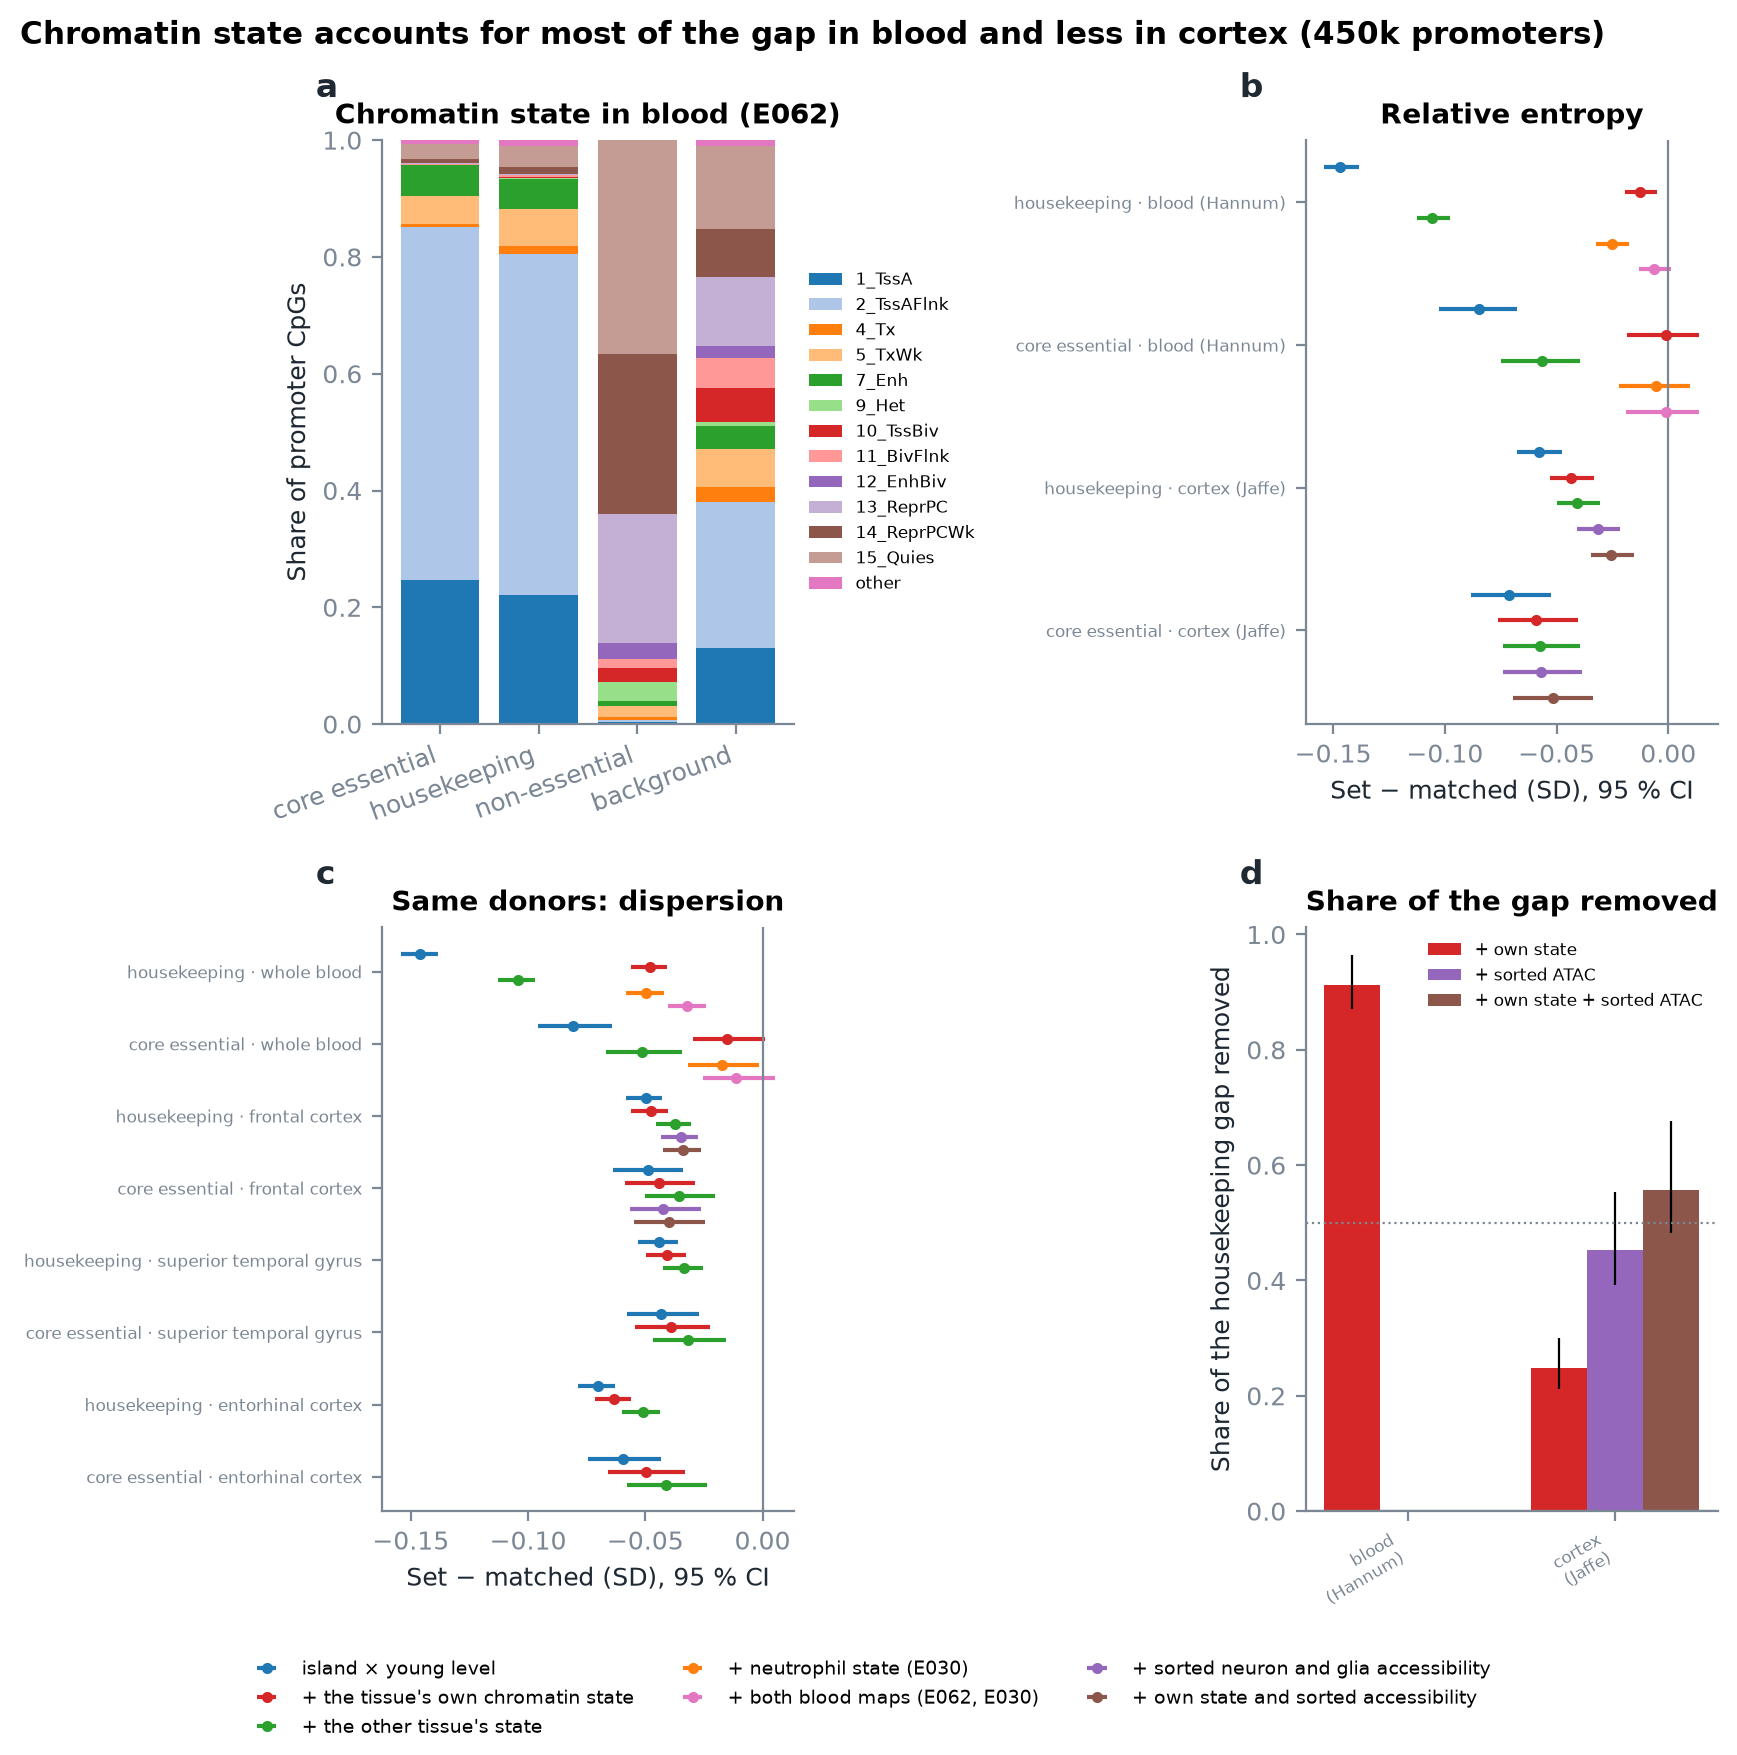 Chromatin state accounts for most of the gap in blood and less in cortex (450k promoters)
a
Chromatin state in blood (E062)
Share of promoter CpGs
1.0
0.8
0.6
0.4
0.2
0.0
core essential
housekeeping
non-essential
background
1_TssA
2_TssAFlnk
4_Tx
5_TxWk
7_Enh
9_Het
10_TssBiv
11_BivFlnk
12_EnhBiv
13_ReprPC
14_ReprPCWk
15_Quies
other
b
Relative entropy
housekeeping · blood (Hannum)
core essential · blood (Hannum)
housekeeping · cortex (Jaffe)
core essential · cortex (Jaffe)
−0.15
−0.10
−0.05
0.00
Set − matched (SD), 95 % CI
c
Same donors: dispersion
housekeeping · whole blood
core essential · whole blood
housekeeping · frontal cortex
core essential · frontal cortex
housekeeping · superior temporal gyrus
core essential · superior temporal gyrus
housekeeping · entorhinal cortex
core essential · entorhinal cortex
−0.15
−0.10
−0.05
0.00
Set − matched (SD), 95 % CI
d
Share of the gap removed
Share of the housekeeping gap removed
1.0
0.8
0.6
0.4
0.2
0.0
+ own state
+ sorted ATAC
+ own state + sorted ATAC
blood
(Hannum)
cortex
(Jaffe)
island × young level
+ the tissue's own chromatin state
+ the other tissue's state
+ neutrophil state (E030)
+ both blood maps (E062, E030)
+ sorted neuron and glia accessibility
+ own state and sorted accessibility